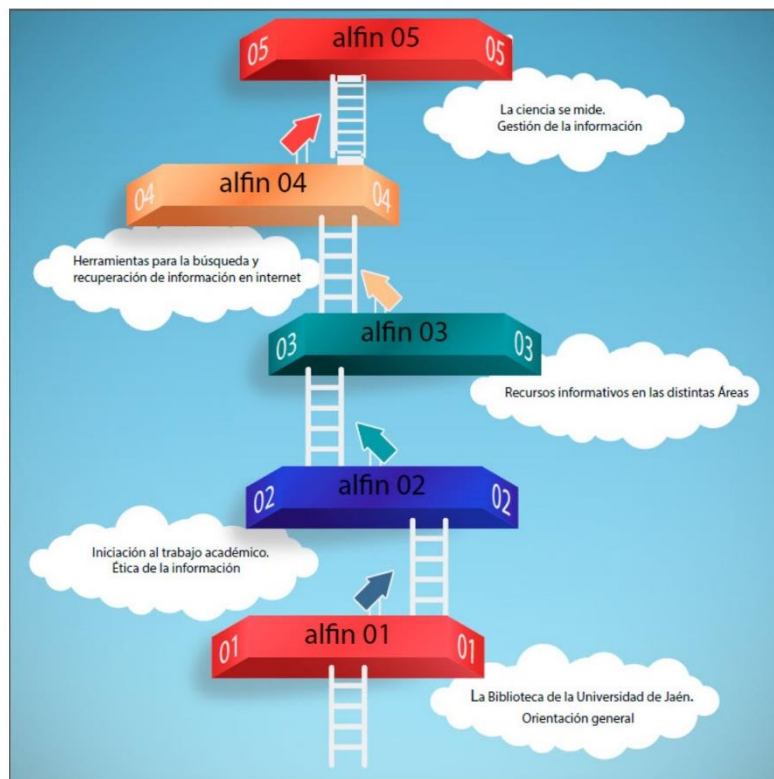 05 alfin 05 05
La ciencia se mide.
Gestión de la información
04 alfin 04 04
Herramientas para la búsqueda y
recuperación de información en internet
03 alfin 03 03
Recursos informativos en las distintas Áreas
02 alfin 02 02
Iniciación al trabajo académico.
Ética de la información
01 alfin 01 01
La Biblioteca de la Universidad de Jaén.
Orientación general